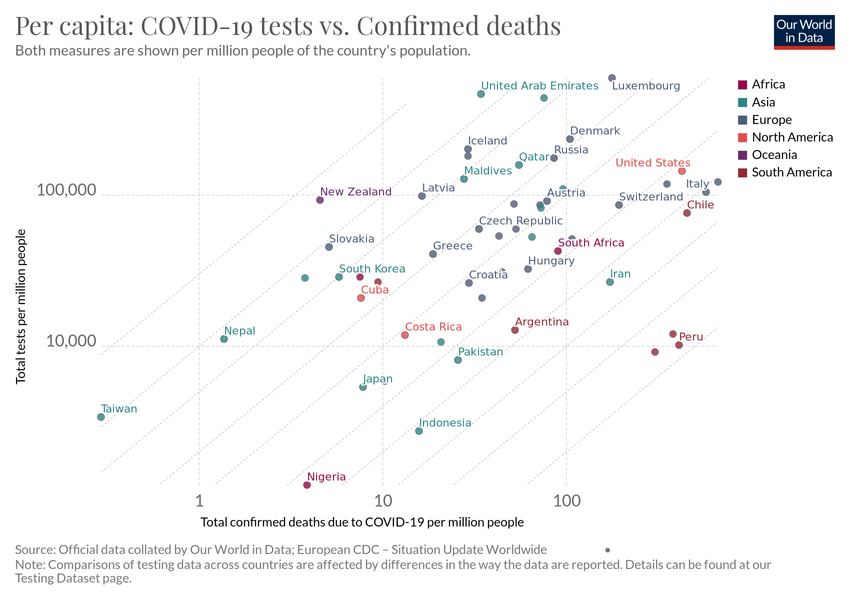 Per capita: COVID-19 tests vs. Confirmed deaths
Both measures are shown per million people of the country's population.
Our World
in Data
Total tests per million people
100,000
10,000
United Arab Emirates
Luxembourg
Iceland
Denmark
Qatar
Russia
Maldives
United States
New Zealand
Latvia
Austria
Italy
Switzerland
Chile
Czech Republic
Slovakia
Greece
South Africa
South Korea
Croatia
Hungary
Iran
Cuba
Nepal
Costa Rica
Argentina
Pakistan
Peru
Japan
Taiwan
Indonesia
Nigeria
1
10
100
Total confirmed deaths due to COVID-19 per million people
Africa
Asia
Europe
North America
Oceania
South America
Source: Official data collated by Our World in Data; European CDC – Situation Update Worldwide
Note: Comparisons of testing data across countries are affected by differences in the way the data are reported. Details can be found at our
Testing Dataset page.